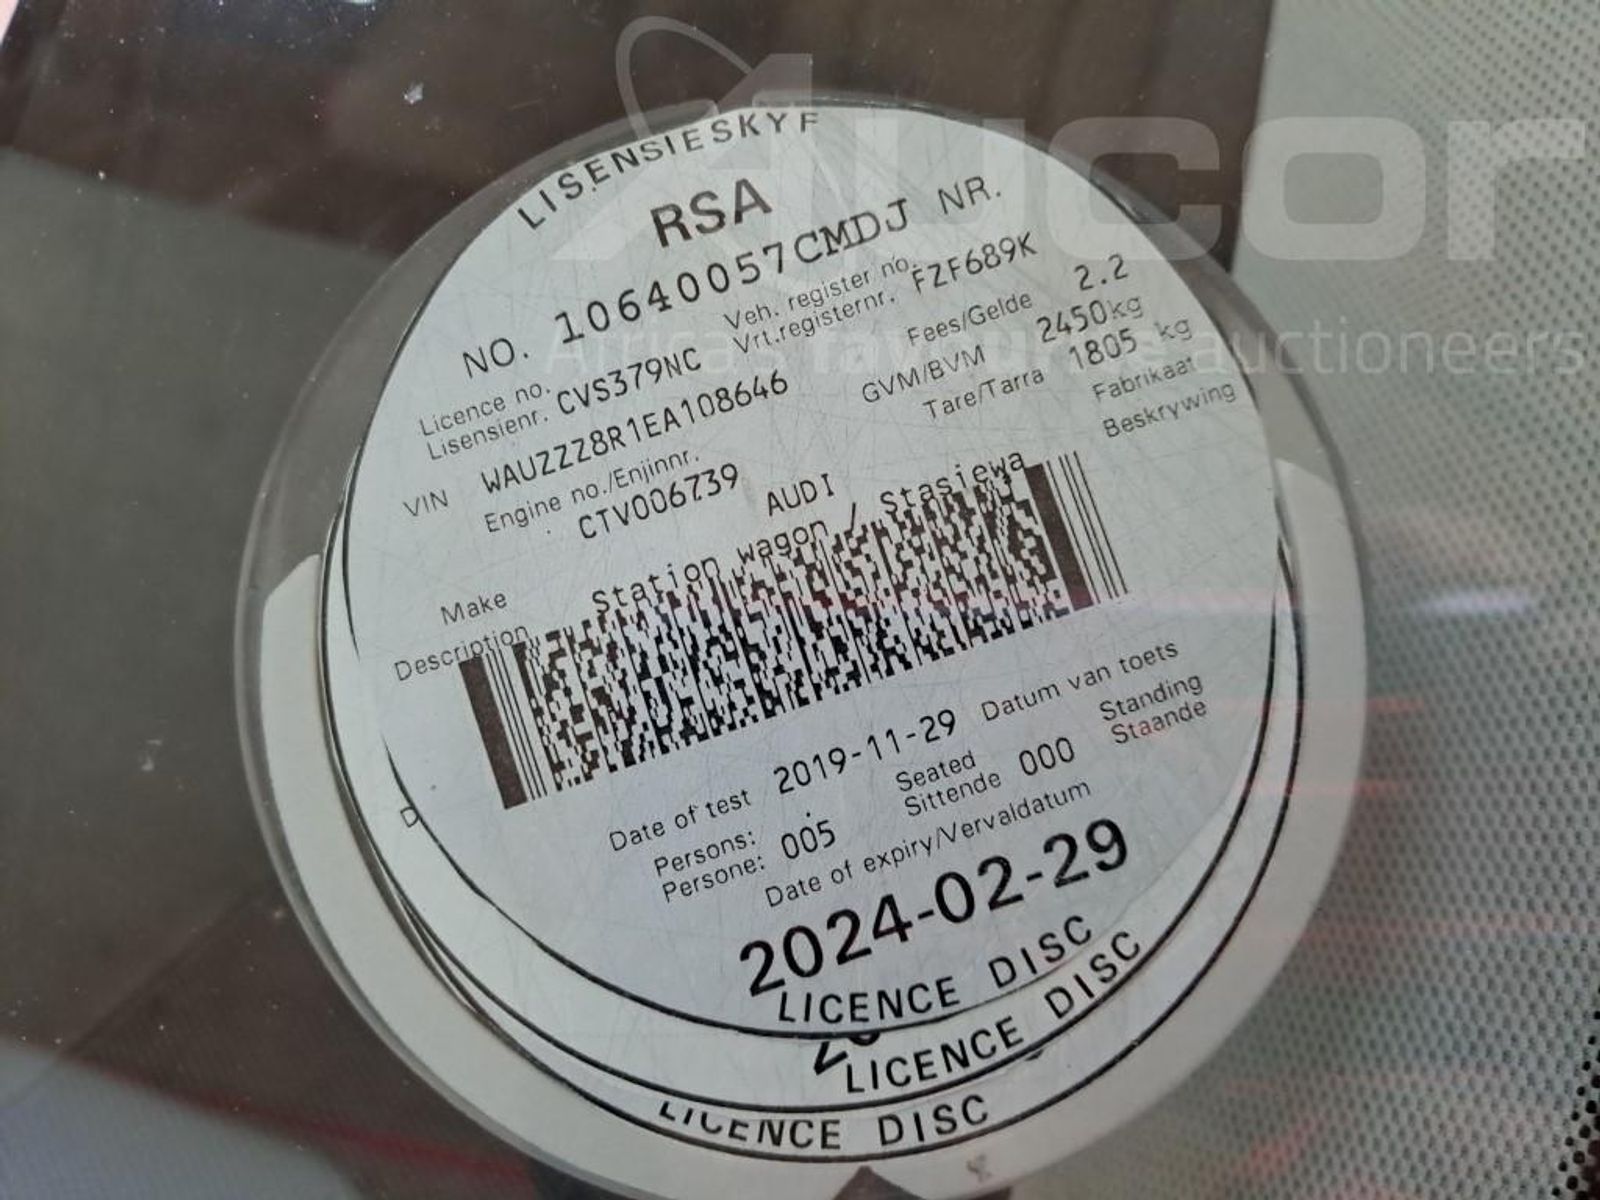 Aucor
Africa's favourite auctioneers
LISENSIESKYF
RSA
NO. 10640057CMDJ NR.
Licence no. Veh. register no.
Lisensienr. CVS379NC Vrt.registernr. FZF689K
VIN WAUZZZ8R1EA108646 Fees/Gelde 2.2
Engine no./Enjinnr. GVM/BVM 2450kg
CTV006739 Tare/Tarra 1805 kg
Make AUDI Fabrikaat
Description Station wagon / Stasiewa Beskrywing
Date of test 2019-11-29 Datum van toets
Persons: Seated Standing
Persone: 005 Sittende 000 Staande
Date of expiry/Vervaldatum
2024-02-29
LICENCE DISC
LICENCE DISC
LICENCE DISC